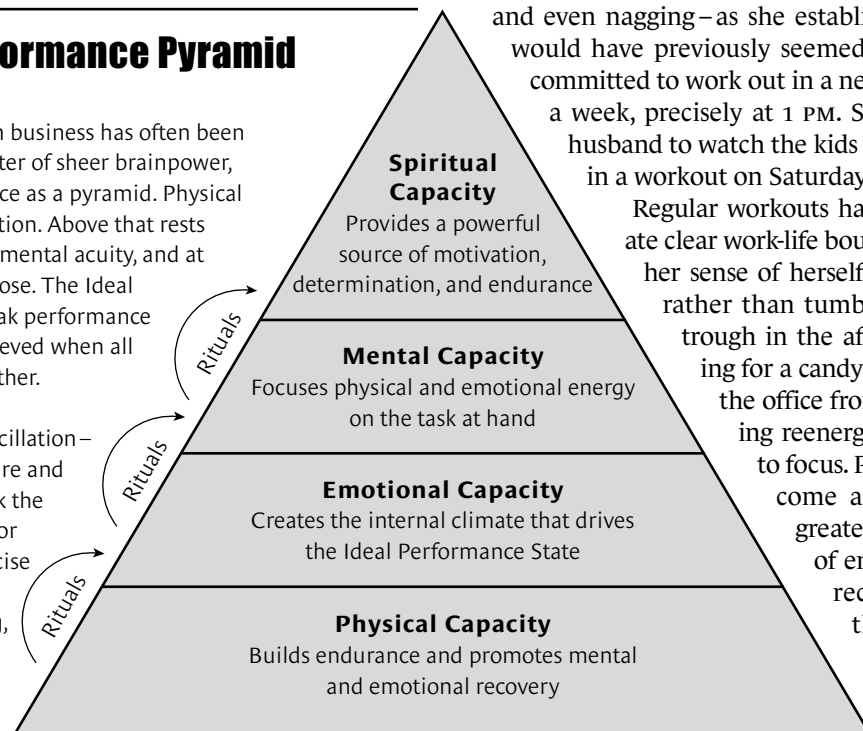 ormance Pyramid
business has often been
ter of sheer brainpower,
ce as a pyramid. Physical
tion. Above that rests
mental acuity, and at
ose. The Ideal
ak performance
eved when all
ther.
cillation –
re and
k the
or
cise
Rituals
Rituals
Rituals
Spiritual
Capacity
Provides a powerful
source of motivation,
determination, and endurance
Mental Capacity
Focuses physical and emotional energy
on the task at hand
Emotional Capacity
Creates the internal climate that drives
the Ideal Performance State
Physical Capacity
Builds endurance and promotes mental
and emotional recovery
and even nagging – as she establi
would have previously seemed
committed to work out in a ne
a week, precisely at 1 PM. S
husband to watch the kids
in a workout on Saturday
Regular workouts ha
ate clear work-life bou
her sense of herself
rather than tumb
trough in the af
ing for a candy
the office fro
ing reenerg
to focus. P
come a
greate
of en
rec
t